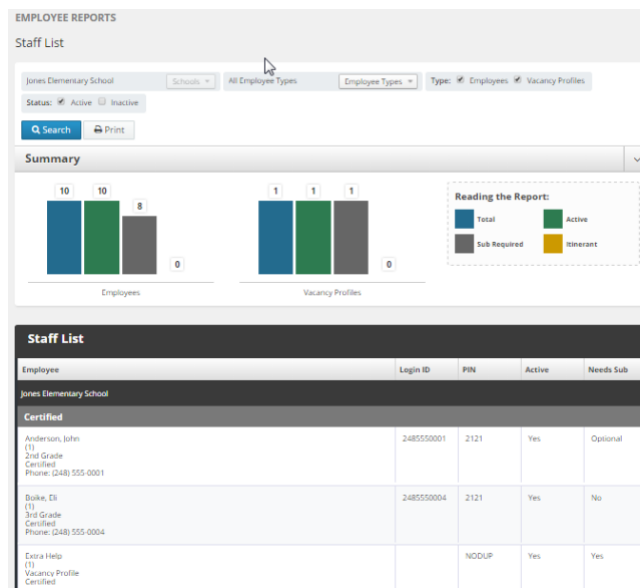 EMPLOYEE REPORTS
Staff List
Jones Elementary School Schools All Employee Types Employee Types Type: Employees Vacancy Profiles
Status: Active Inactive
Search Print
Summary
10 10 8 0 1 1 1 0
Reading the Report:
Total Active
Sub Required Itinerant
Employees Vacancy Profiles
Staff List
Employee Login ID PIN Active Needs Sub
Jones Elementary School
Certified
Anderson, John 2485550001 2121 Yes Optional
(1)
2nd Grade
Certified
Phone: (248) 555-0001
Boike, Eli 2485550004 2121 Yes No
(1)
3rd Grade
Certified
Phone: (248) 555-0004
Extra Help NODUP Yes Yes
(1)
Vacancy Profile
Certified